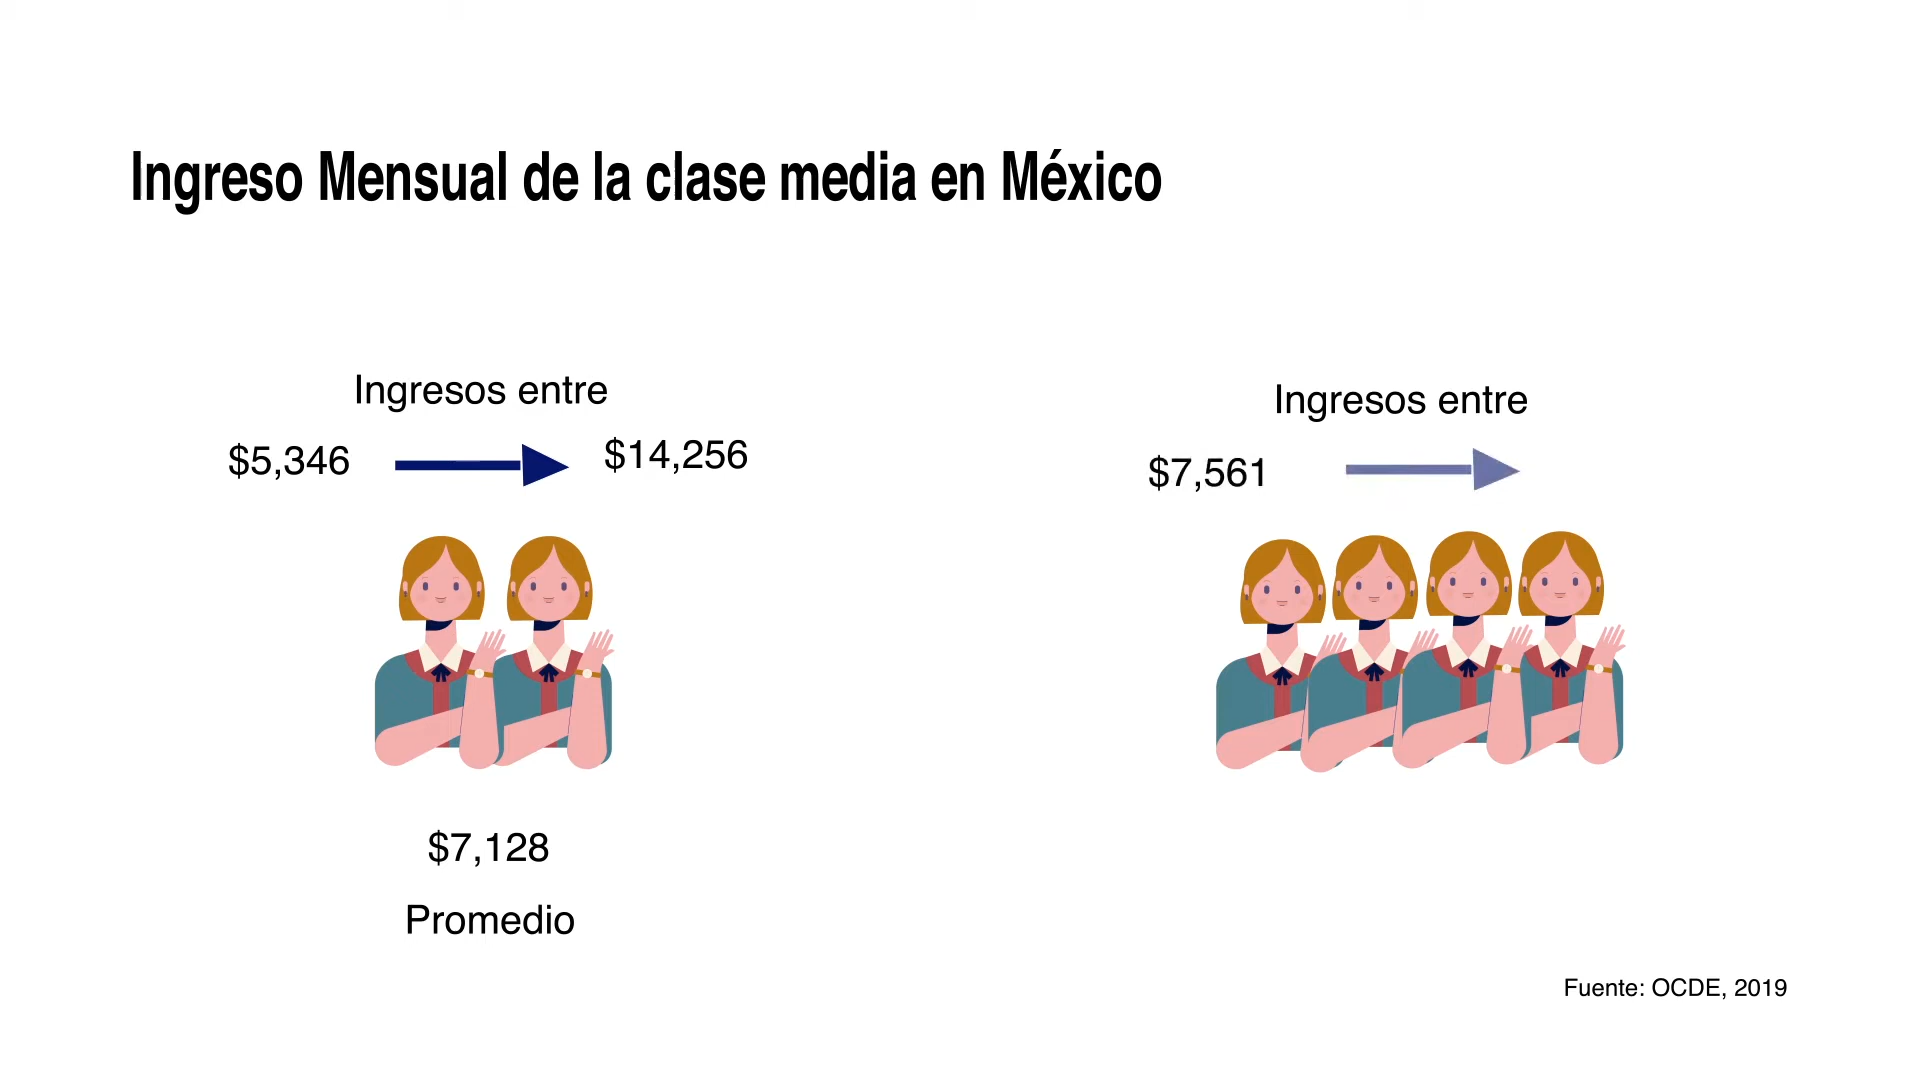 Ingreso Mensual de la clase media en México
Ingresos entre
$5,346
$14,256
$7,128
Promedio
Ingresos entre
$7,561
Fuente: OCDE, 2019